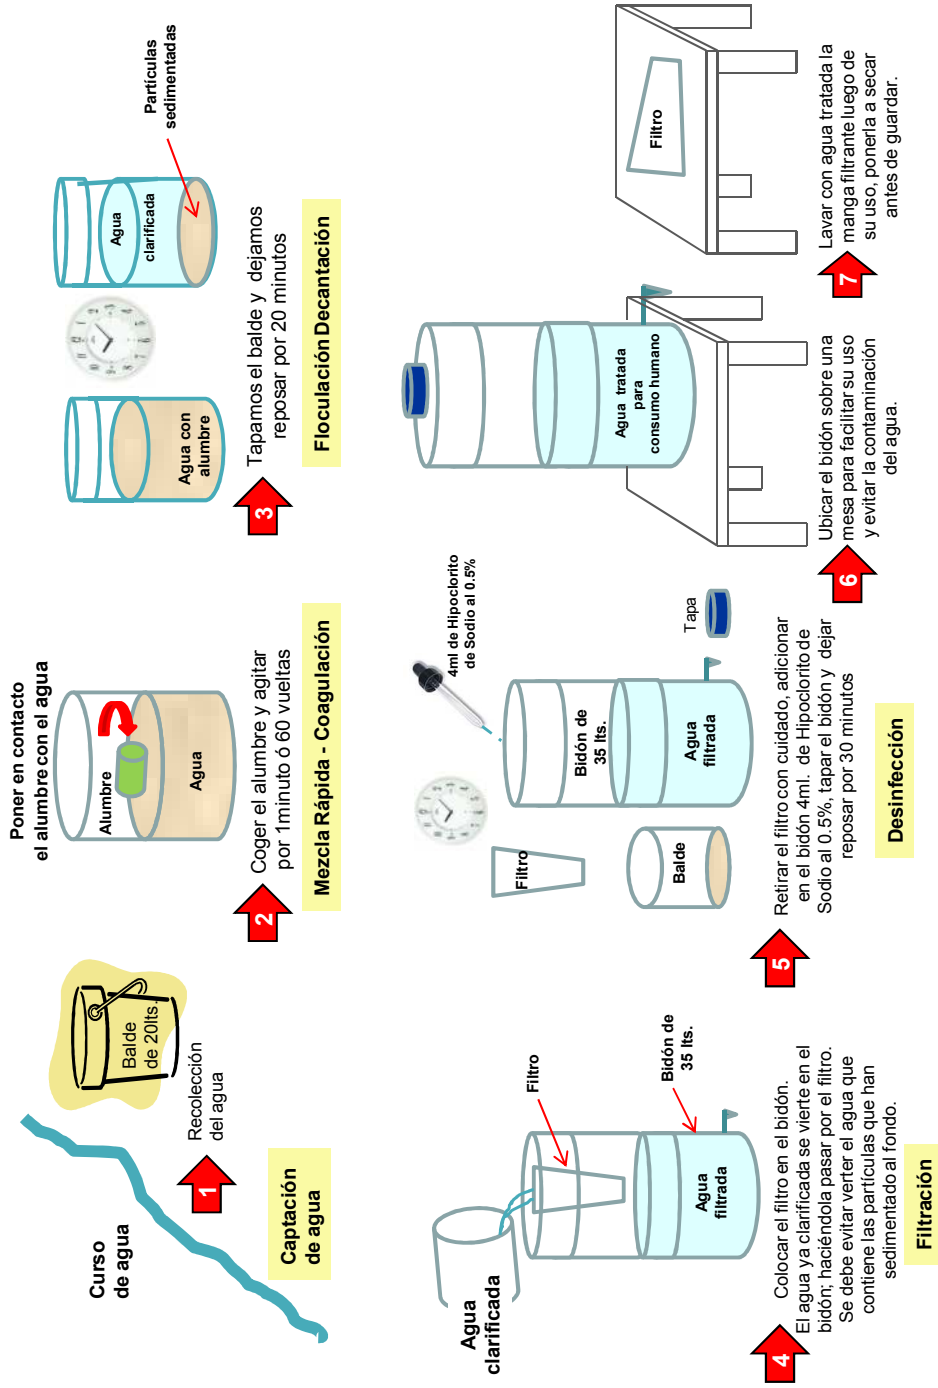 Curso
de agua
Balde
de 20lts.
1
Recolección
del agua
Captación
de agua
Poner en contacto
el alumbre con el agua
Alumbre
Agua
2
Coger el alumbre y agitar
por 1minuto ó 60 vueltas
Mezcla Rápida - Coagulación
Agua con
alumbre
Agua
clarificada
Partículas
sedimentadas
3
Tapamos el balde y dejamos
reposar por 20 minutos
Floculación Decantación
Agua
clarificada
Filtro
Bidón de
35 lts.
Agua
filtrada
4
Colocar el filtro en el bidón.
El agua ya clarificada se vierte en el
bidón; haciéndola pasar por el filtro.
Se debe evitar verter el agua que
contiene las partículas que han
sedimentado al fondo.
Filtración
Filtro
Balde
4ml de Hipoclorito
de Sodio al 0.5%
Bidón de
35 lts.
Agua
filtrada
Tapa
5
Retirar el filtro con cuidado, adicionar
en el bidón 4ml. de Hipoclorito de
Sodio al 0.5%, tapar el bidón y dejar
reposar por 30 minutos
Desinfección
Agua tratada
para
consumo humano
6
Ubicar el bidón sobre una
mesa para facilitar su uso
y evitar la contaminación
del agua.
Filtro
7
Lavar con agua tratada la
manga filtrante luego de
su uso, ponerla a secar
antes de guardar.